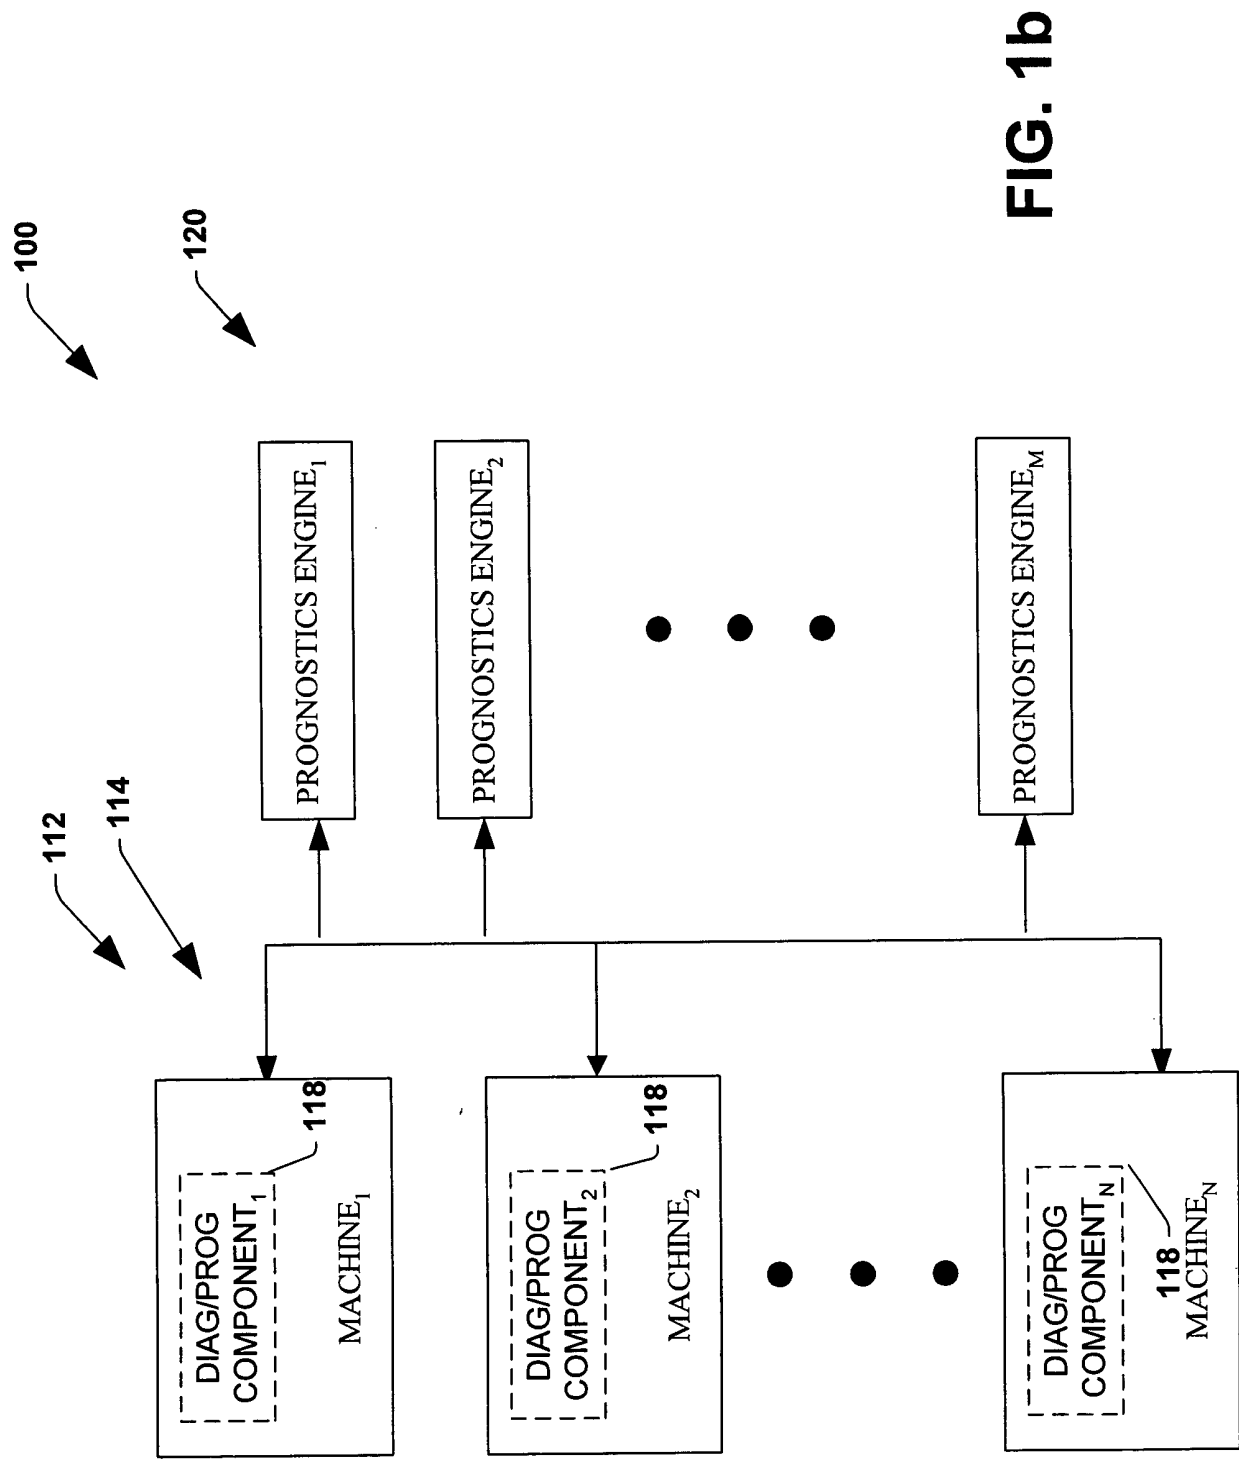 100
112
114
120
DIAG/PROG
COMPONENT1
118
MACHINE1
PROGNOSTICS ENGINE1
DIAG/PROG
COMPONENT2
118
MACHINE2
PROGNOSTICS ENGINE2
DIAG/PROG
COMPONENTN
118
MACHINEN
PROGNOSTICS ENGINEM
FIG. 1b